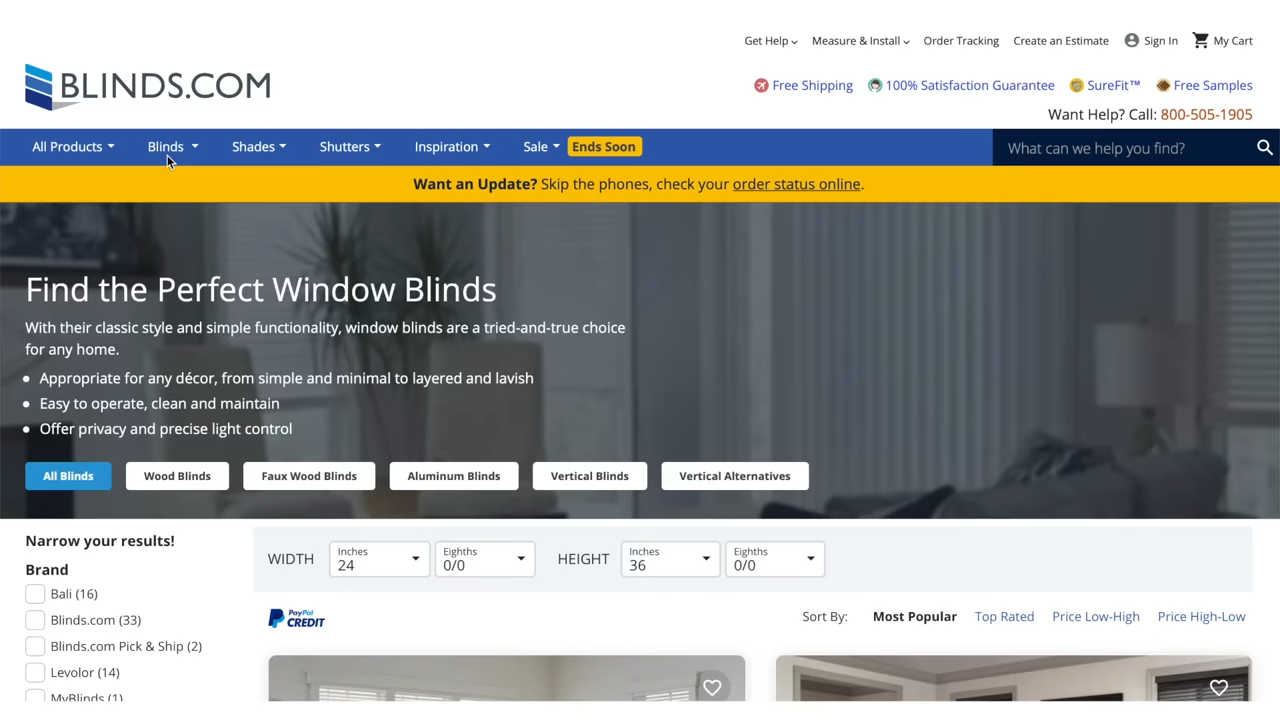 Get Help
Measure & Install
Order Tracking
Create an Estimate
Sign In
My Cart
BLINDS.COM
Free Shipping
100% Satisfaction Guarantee
SureFit™
Free Samples
Want Help? Call: 800-505-1905
All Products
Blinds
Shades
Shutters
Inspiration
Sale
Ends Soon
What can we help you find?
Want an Update? Skip the phones, check your order status online.
Find the Perfect Window Blinds
With their classic style and simple functionality, window blinds are a tried-and-true choice
for any home.
Appropriate for any décor, from simple and minimal to layered and lavish
Easy to operate, clean and maintain
Offer privacy and precise light control
All Blinds
Wood Blinds
Faux Wood Blinds
Aluminum Blinds
Vertical Blinds
Vertical Alternatives
Narrow your results!
Brand
Bali (16)
Blinds.com (33)
Blinds.com Pick & Ship (2)
Levolor (14)
MyBlinds (1)
WIDTH
Inches
24
Eighths
0/0
HEIGHT
Inches
36
Eighths
0/0
PayPal
CREDIT
Sort By:
Most Popular
Top Rated
Price Low-High
Price High-Low